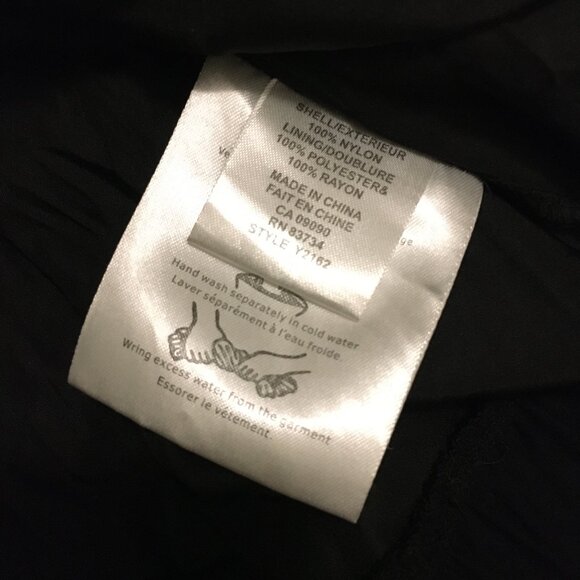 SHELL/EXTERIEUR
100% NYLON
LINING/DOUBLURE
100% POLYESTER&
100% RAYON
MADE IN CHINA
FAIT EN CHINE
CA 09090
RN 83734
STYLE Y2162
Hand wash separately in cold water
Laver séparément à l'eau froide.
Wring excess water from the garment
Essorer le vêtement